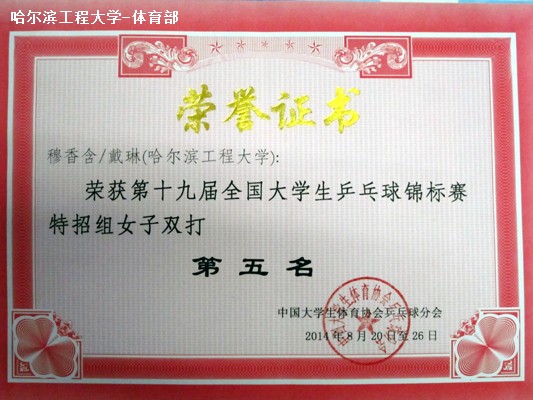 哈尔滨工程大学-体育部
荣誉证书
穆香含/戴琳(哈尔滨工程大学):
荣获第十九届全国大学生乒乓球锦标赛
特招组女子双打
第五名
中国大学生体育协会乒乓球分会
2014年8月20日至26日